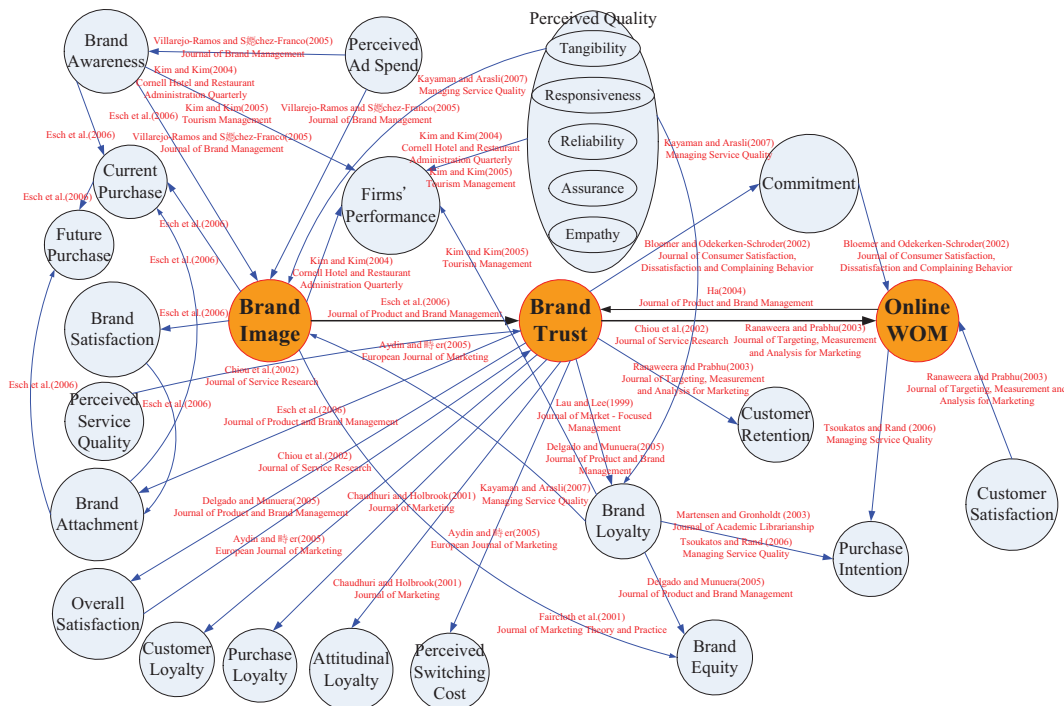 Perceived Quality
Brand
Awareness
Villarejo-Ramos and S鄋chez-Franco(2005)
Journal of Brand Management
Perceived
Ad Spend
Tangibility
Kim and Kim(2004)
Cornell Hotel and Restaurant
Administration Quarterly
Kayaman and Arasli(2007)
Managing Service Quality
Responsiveness
Esch et al.(2006)
Kim and Kim(2005)
Tourism Management
Villarejo-Ramos and S鄋chez-Franco(2005)
Journal of Brand Management
Esch et al.(2006)
Villarejo-Ramos and S鄋chez-Franco(2005)
Journal of Brand Management
Kim and Kim(2004)
Cornell Hotel and Restaurant
Administration Quarterly
Kim and Kim(2005)
Tourism Management
Reliability
Kayaman and Arasli(2007)
Managing Service Quality
Current
Purchase
Firms'
Performance
Assurance
Commitment
Esch et al.(2006)
Esch et al.(2006)
Future
Purchase
Empathy
Esch et al.(2006)
Kim and Kim(2004)
Cornell Hotel and Restaurant
Administration Quarterly
Kim and Kim(2005)
Tourism Management
Bloemer and Odekerken-Schroder(2002)
Journal of Consumer Satisfaction,
Dissatisfaction and Complaining Behavior
Bloemer and Odekerken-Schroder(2002)
Journal of Consumer Satisfaction,
Dissatisfaction and Complaining Behavior
Brand
Satisfaction
Esch et al.(2006)
Brand
Image
Esch et al.(2006)
Journal of Product and Brand Management
Brand
Trust
Ha(2004)
Journal of Product and Brand Management
Online
WOM
Aydin and 時er(2005)
European Journal of Marketing
Chiou et al.(2002)
Journal of Service Research
Ranaweera and Prabhu(2003)
Journal of Targeting, Measurement
and Analysis for Marketing
Esch et al.(2006)
Chiou et al.(2002)
Journal of Service Research
Ranaweera and Prabhu(2003)
Journal of Targeting, Measurement
and Analysis for Marketing
Ranaweera and Prabhu(2003)
Journal of Targeting, Measurement and
Analysis for Marketing
Perceived
Service
Quality
Esch et al.(2006)
Esch et al.(2006)
Journal of Product and Brand Management
Lau and Lee(1999)
Journal of Market - Focused
Management
Customer
Retention
Tsoukatos and Rand (2006)
Managing Service Quality
Chiou et al.(2002)
Journal of Service Research
Delgado and Munuera(2005)
Journal of Product and Brand
Management
Brand
Attachment
Delgado and Munuera(2005)
Journal of Product and Brand Management
Chaudhuri and Holbrook(2001)
Journal of Marketing
Kayaman and Arasli(2007)
Managing Service Quality
Brand
Loyalty
Martensen and Gronholdt (2003)
Journal of Academic Librarianship
Customer
Satisfaction
Aydin and 時er(2005)
European Journal of Marketing
Aydin and 時er(2005)
European Journal of Marketing
Tsoukatos and Rand (2006)
Managing Service Quality
Purchase
Intention
Chaudhuri and Holbrook(2001)
Journal of Marketing
Delgado and Munuera(2005)
Journal of Product and Brand Management
Overall
Satisfaction
Faircloth et al.(2001)
Journal of Marketing Theory and Practice
Customer
Loyalty
Purchase
Loyalty
Attitudinal
Loyalty
Perceived
Switching
Cost
Brand
Equity